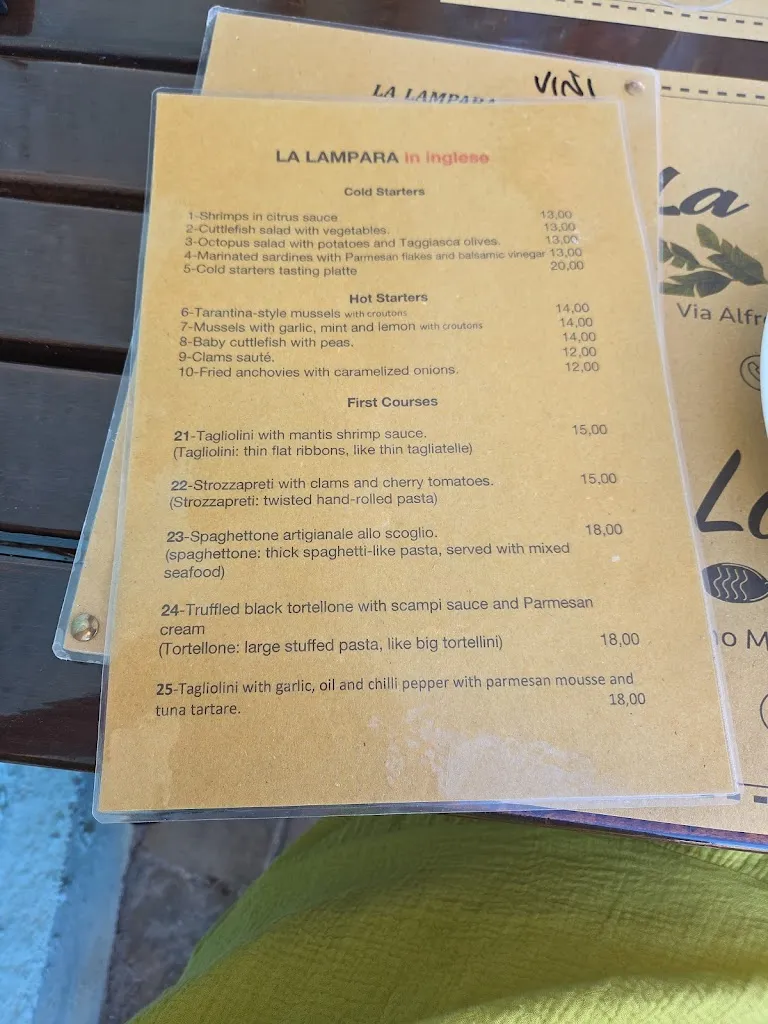 VINI
LA LAMPARA
LA LAMPARA in inglese
Cold Starters
1-Shrimps in citrus sauce 13,00
2-Cuttlefish salad with vegetables. 13,00
3-Octopus salad with potatoes and Taggiasca olives. 13,00
4-Marinated sardines with Parmesan flakes and balsamic vinegar 13,00
5-Cold starters tasting platte 20,00
Hot Starters
6-Tarantina-style mussels with croutons 14,00
7-Mussels with garlic, mint and lemon with croutons 14,00
8-Baby cuttlefish with peas. 14,00
9-Clams sauté. 12,00
10-Fried anchovies with caramelized onions. 12,00
First Courses
21-Tagliolini with mantis shrimp sauce. 15,00
(Tagliolini: thin flat ribbons, like thin tagliatelle)
22-Strozzapreti with clams and cherry tomatoes. 15,00
(Strozzapreti: twisted hand-rolled pasta)
23-Spaghettone artigianale allo scoglio. 18,00
(spaghettone: thick spaghetti-like pasta, served with mixed
seafood)
24-Truffled black tortellone with scampi sauce and Parmesan
cream
(Tortellone: large stuffed pasta, like big tortellini) 18,00
25-Tagliolini with garlic, oil and chilli pepper with parmesan mousse and
tuna tartare. 18,00
La
Via Alfr